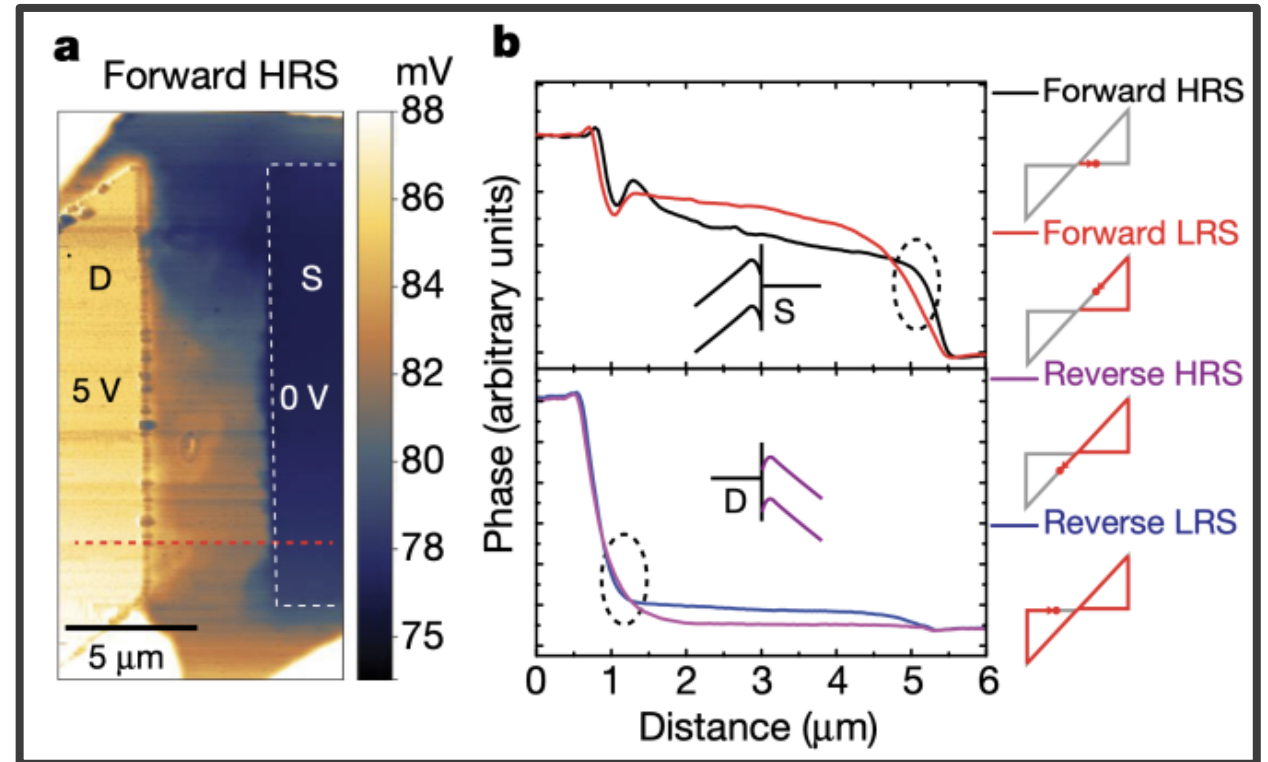 a
Forward HRS
mV
88
86
84
82
80
78
75
D
S
5 V
0 V
5 μm
b
Phase (arbitrary units)
S
D
0 1 2 3 4 5 6
Distance (μm)
Forward HRS
Forward LRS
Reverse HRS
Reverse LRS